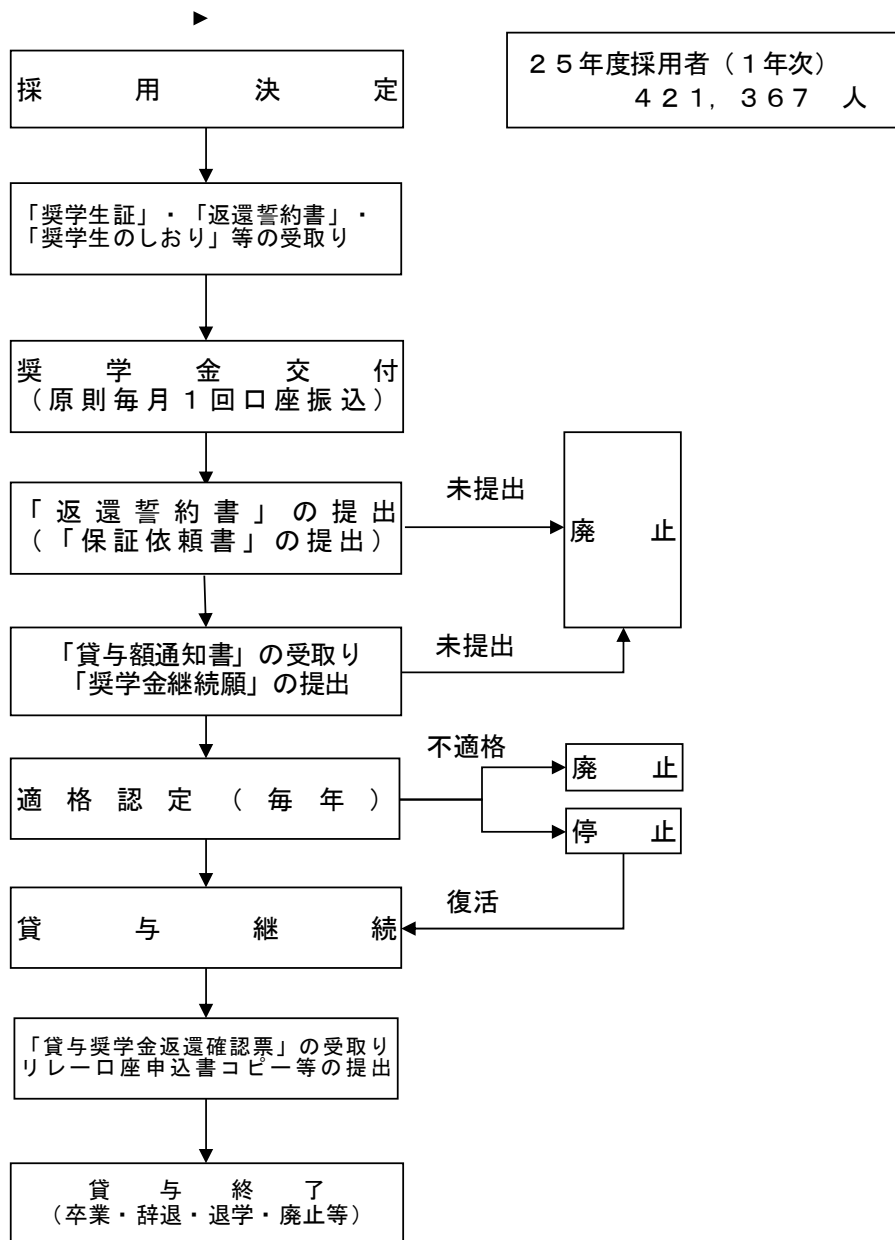 採用決定
２５年度採用者（１年次）
４２１，３６７　人
「奨学生証」・「返還誓約書」・
「奨学生のしおり」等の受取り
奨学金交付
（原則毎月１回口座振込）
「返還誓約書」の提出
（「保証依頼書」の提出）
未提出
廃止
「貸与額通知書」の受取り
「奨学金継続願」の提出
未提出
適格認定（毎年）
不適格
廃止
停止
復活
貸与継続
「貸与奨学金返還確認票」の受取り
リレー口座申込書コピー等の提出
貸与終了
（卒業・辞退・退学・廃止等）